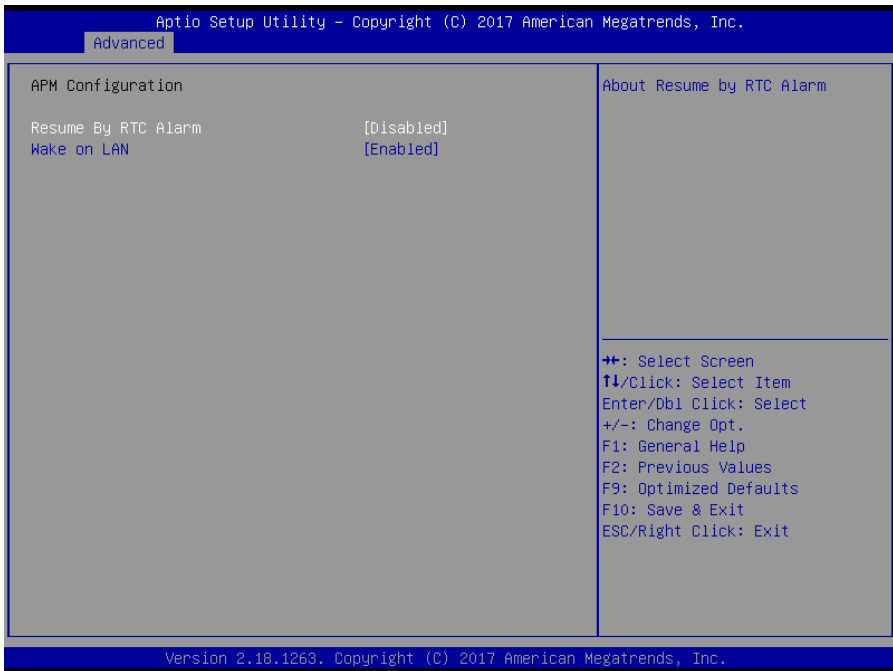 Aptio Setup Utility – Copyright (C) 2017 American Megatrends, Inc.
Advanced
APM Configuration
Resume By RTC Alarm [Disabled]
Wake on LAN [Enabled]
About Resume by RTC Alarm
→←: Select Screen
↑↓/Click: Select Item
Enter/Dbl Click: Select
+/-: Change Opt.
F1: General Help
F2: Previous Values
F9: Optimized Defaults
F10: Save & Exit
ESC/Right Click: Exit
Version 2.18.1263. Copyright (C) 2017 American Megatrends, Inc.